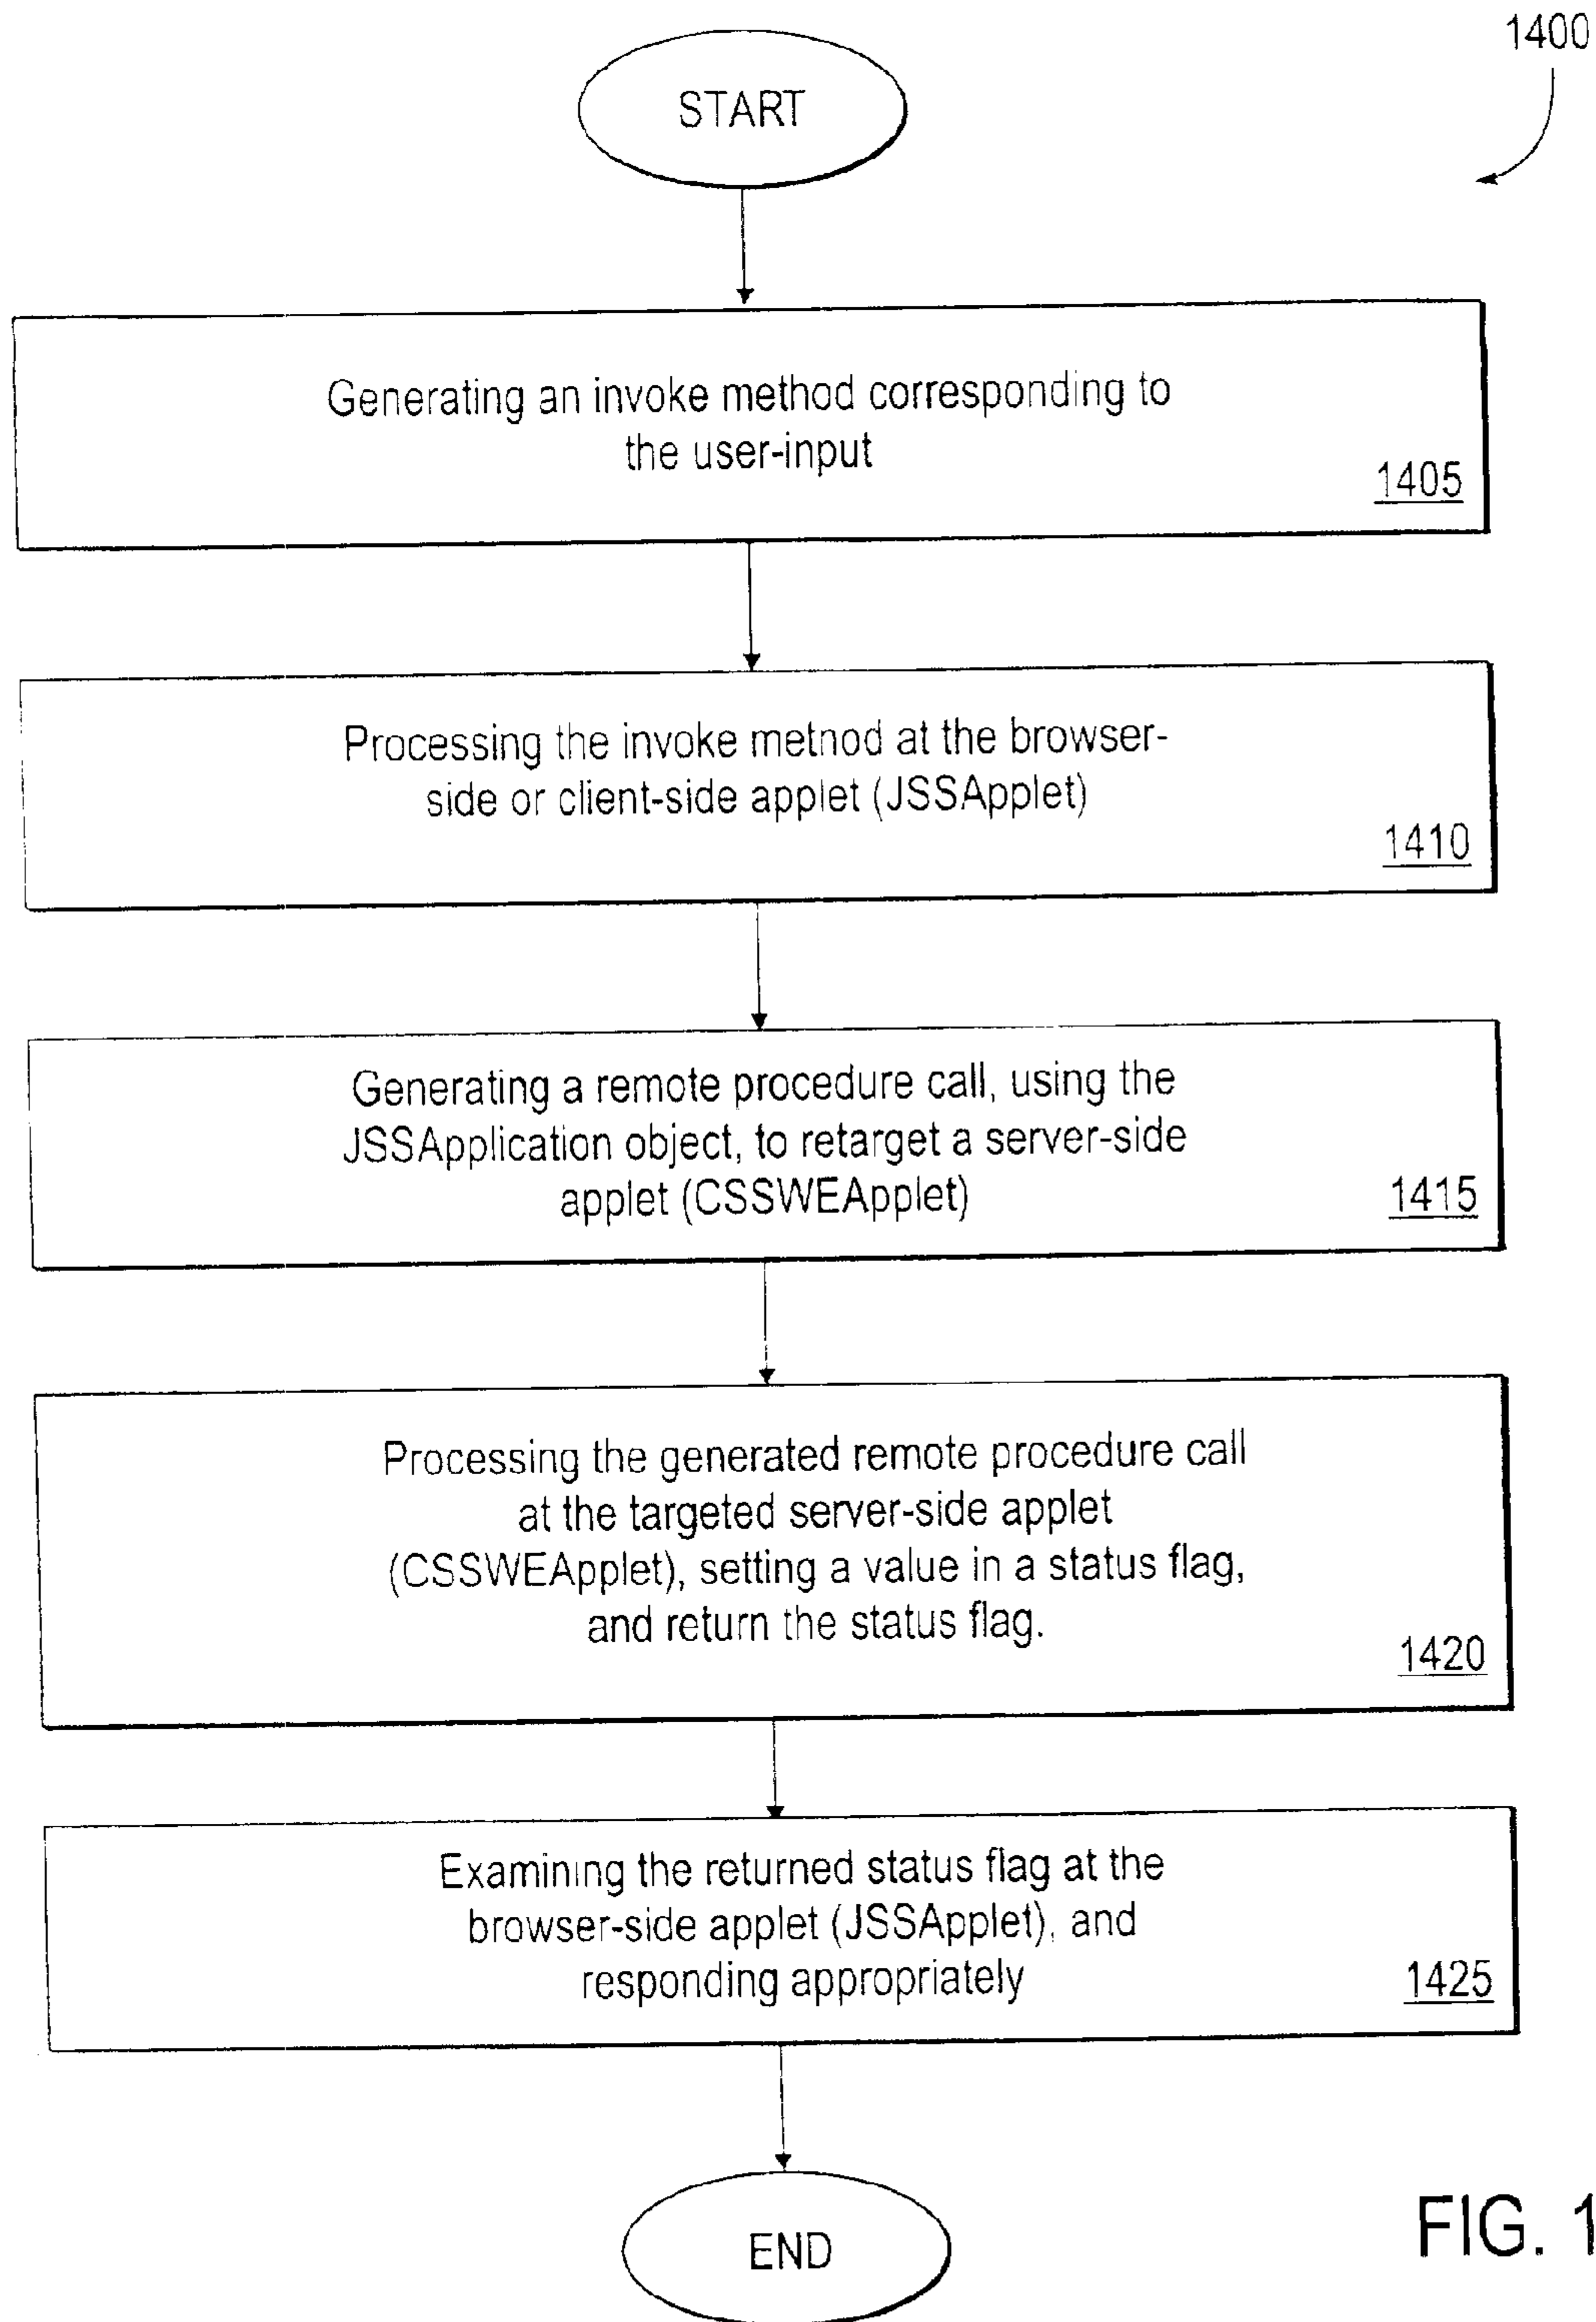 1400
START
Generating an invoke method corresponding to
the user-input
1405
Processing the invoke method at the browser-
side or client-side applet (JSSApplet)
1410
Generating a remote procedure call, using the
JSSApplication object, to retarget a server-side
applet (CSSWEApplet)
1415
Processing the generated remote procedure call
at the targeted server-side applet
(CSSWEApplet), setting a value in a status flag,
and return the status flag.
1420
Examining the returned status flag at the
browser-side applet (JSSApplet), and
responding appropriately
1425
END
FIG. 1